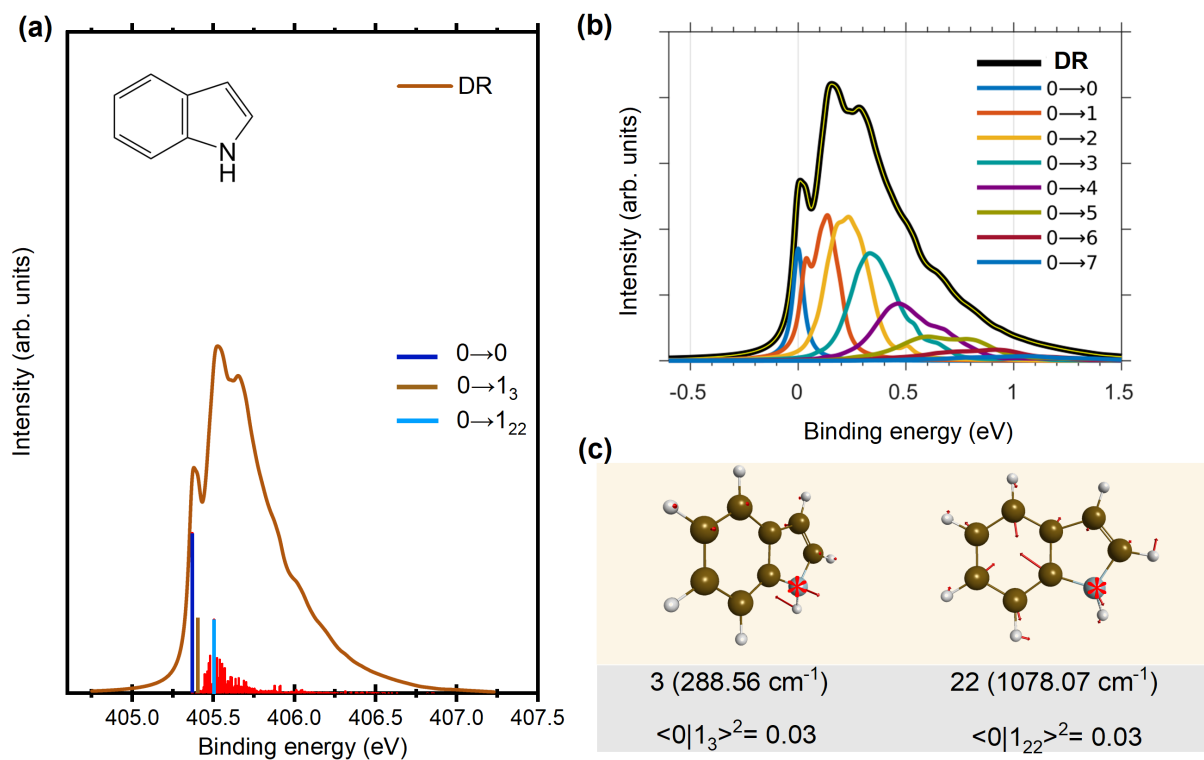 (a)
N
H
DR
0→0
0→1₃
0→1₂₂
Intensity (arb. units)
405.0 405.5 406.0 406.5 407.0 407.5
Binding energy (eV)
(b)
DR
0→0
0→1
0→2
0→3
0→4
0→5
0→6
0→7
Intensity (arb. units)
-0.5 0 0.5 1 1.5
Binding energy (eV)
(c)
3 (288.56 cm⁻¹) 22 (1078.07 cm⁻¹)
<0|1₃>²= 0.03 <0|1₂₂>²= 0.03